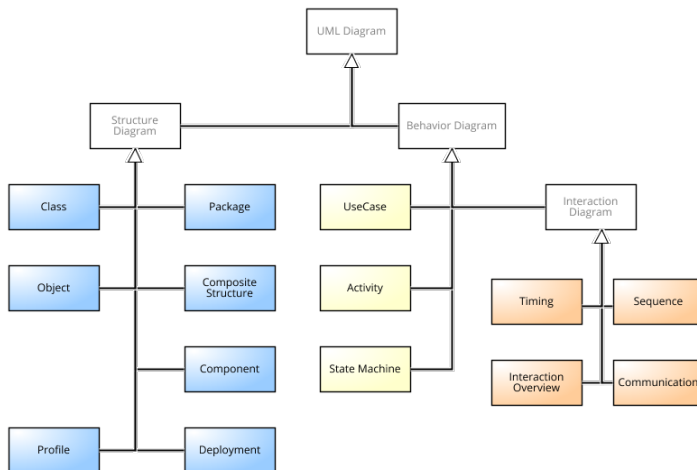 UML Diagram
Structure
Diagram
Behavior Diagram
Class
Package
UseCase
Interaction
Diagram
Object
Composite
Structure
Activity
Timing
Sequence
Component
State Machine
Interaction
Overview
Communication
Profile
Deployment